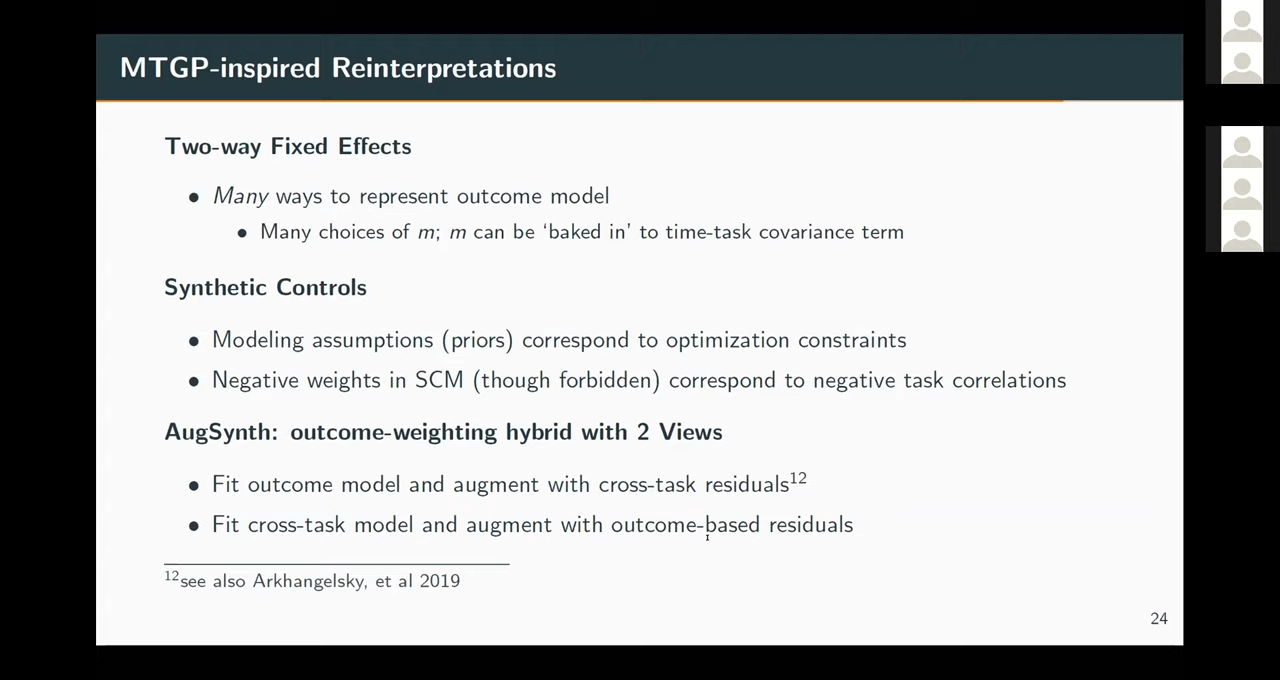 MTGP-inspired Reinterpretations
Two-way Fixed Effects
• Many ways to represent outcome model
• Many choices of m; m can be ‘baked in’ to time-task covariance term
Synthetic Controls
• Modeling assumptions (priors) correspond to optimization constraints
• Negative weights in SCM (though forbidden) correspond to negative task correlations
AugSynth: outcome-weighting hybrid with 2 Views
• Fit outcome model and augment with cross-task residuals12
• Fit cross-task model and augment with outcome-based residuals
12see also Arkhangelsky, et al 2019
24